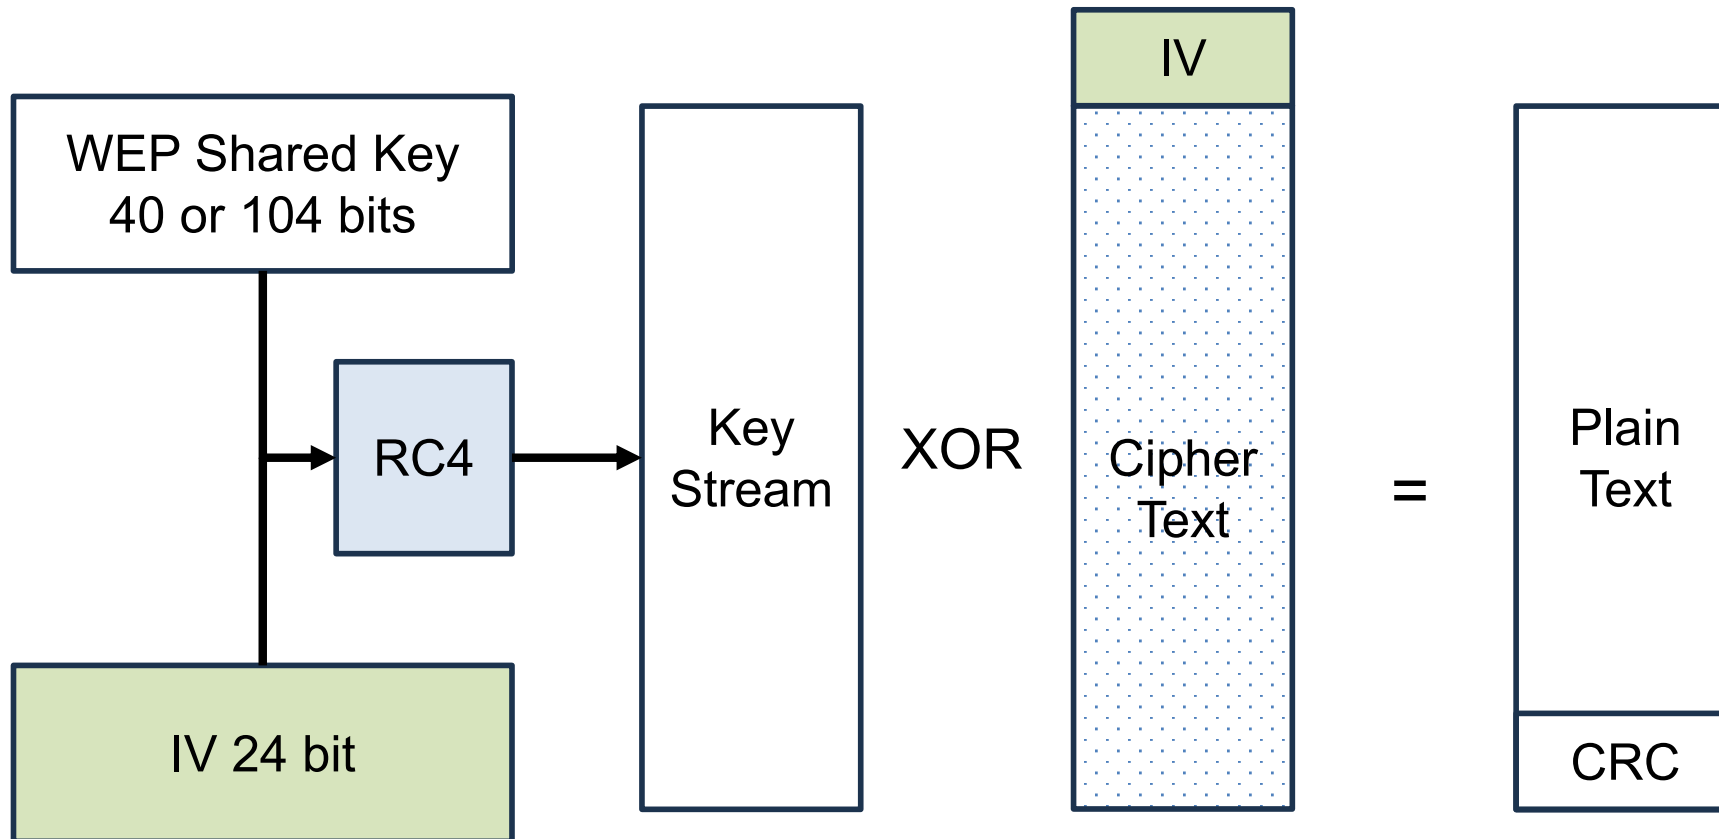 WEP Shared Key
40 or 104 bits
IV 24 bit
RC4
Key
Stream
XOR
IV
Cipher
Text
=
Plain
Text
CRC